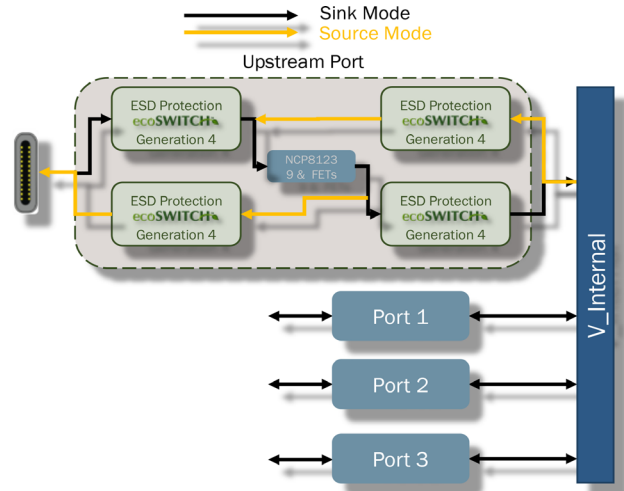 Sink Mode
Source Mode
Upstream Port
ESD Protection
ecoSWITCH
Generation 4
ESD Protection
ecoSWITCH
Generation 4
NCP8123
9 & FETs
ESD Protection
ecoSWITCH
Generation 4
ESD Protection
ecoSWITCH
Generation 4
V_Internal
Port 1
Port 2
Port 3